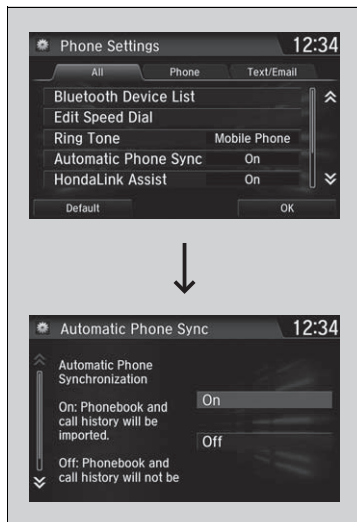 Phone Settings 12:34
All Phone Text/Email
Bluetooth Device List
Edit Speed Dial
Ring Tone Mobile Phone
Automatic Phone Sync On
HondaLink Assist On
Default OK
Automatic Phone Sync 12:34
Automatic Phone
Synchronization
On: Phonebook and
call history will be
imported.
Off: Phonebook and
call history will not be
On
Off